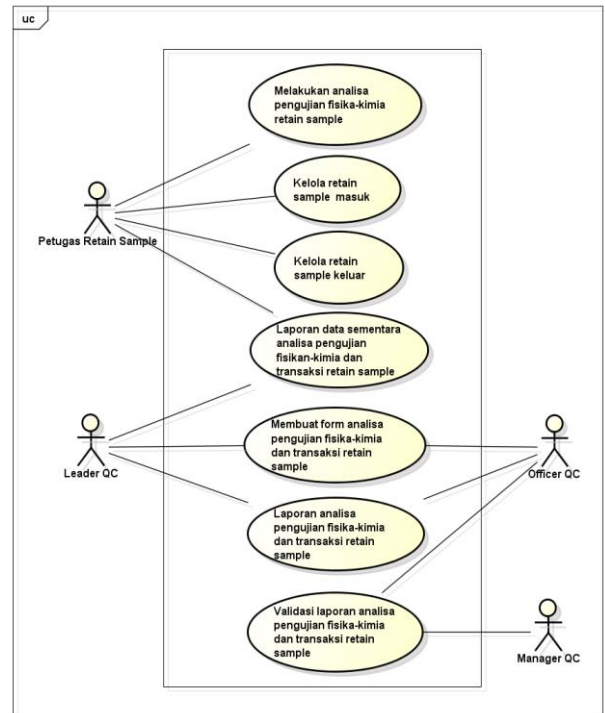 uc
Melakukan analisa
pengujian fisika-kimia
retain sample
Kelola retain
sample masuk
Petugas Retain Sample
Kelola retain
sample keluar
Laporan data sementara
analisa pengujian
fisikan-kimia dan
transaksi retain sample
Membuat form analisa
pengujian fisika-kimia
dan transaksi retain
sample
Leader QC
Officer QC
Laporan analisa
pengujian fisika-kimia
dan transaksi retain
sample
Validasi laporan analisa
pengujian fisika-kimia
dan transaksi retain
sample
Manager QC